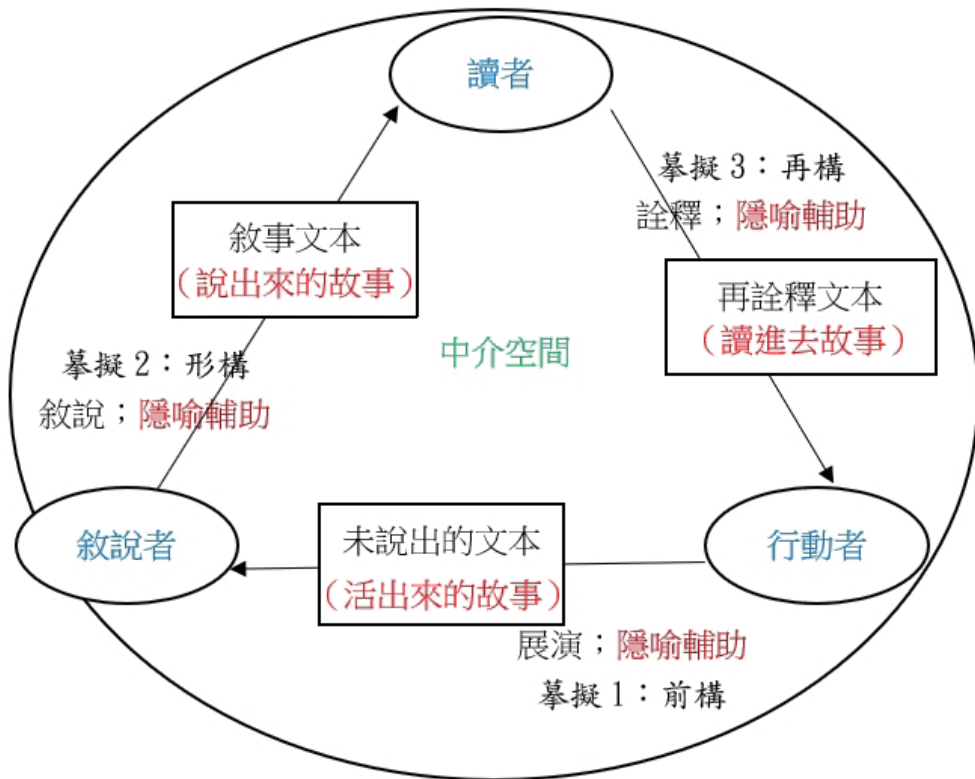 讀者
摹擬 3：再構
詮釋；隱喻輔助
敘事文本
（說出來的故事）
再詮釋文本
（讀進去故事）
中介空間
摹擬 2：形構
敘說；隱喻輔助
敘說者
未說出的文本
（活出來的故事）
行動者
展演；隱喻輔助
摹擬 1：前構